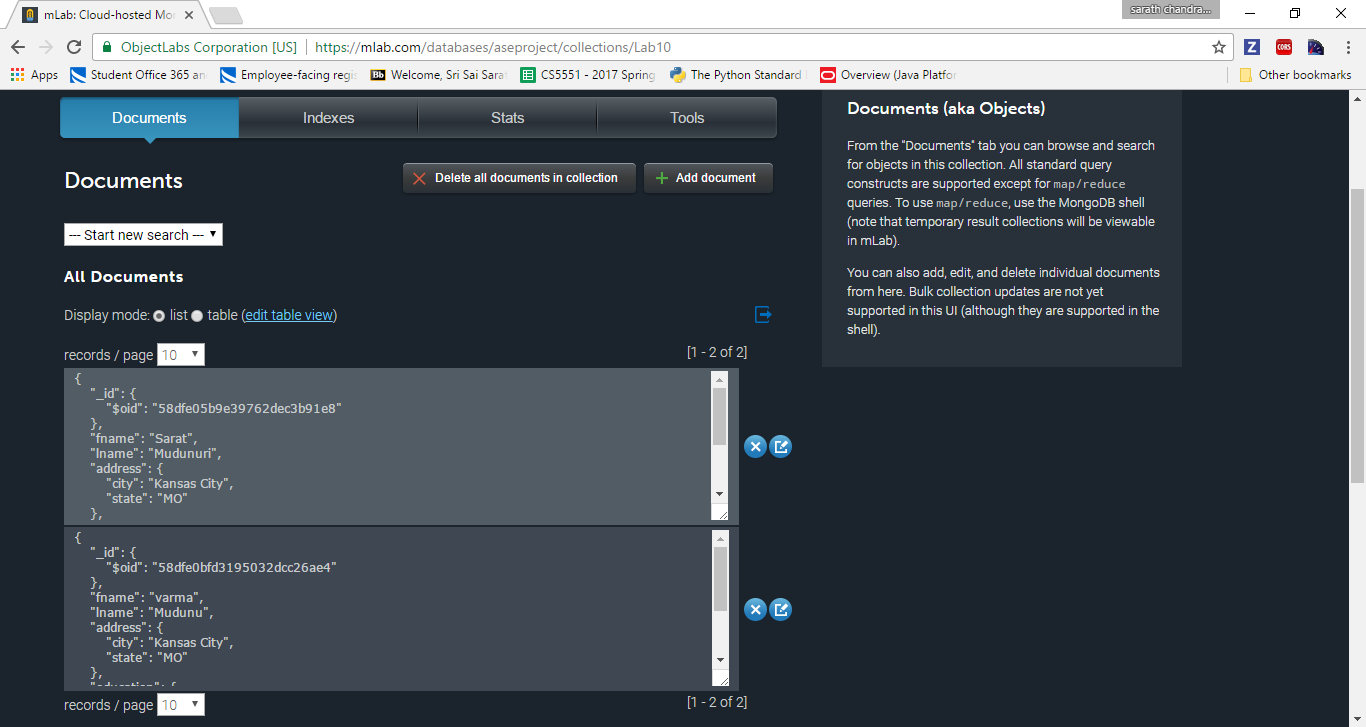 mLab: Cloud-hosted Mon
sarath chandra...
ObjectLabs Corporation [US] https://mlab.com/databases/aseproject/collections/Lab10
Apps Student Office 365 an Employee-facing regis Bb Welcome, Sri Sai Sarat CS5551 - 2017 Spring The Python Standard Overview (Java Platfor Other bookmarks
Documents Indexes Stats Tools
Documents
Delete all documents in collection
Add document
--- Start new search ---
All Documents
Display mode: list table (edit table view)
records / page 10
[1 - 2 of 2]
{
"_id": {
"$oid": "58dfe05b9e39762dec3b91e8"
},
"fname": "Sarat",
"lname": "Mudunuri",
"address": {
"city": "Kansas City",
"state": "MO"
},
{
"_id": {
"$oid": "58dfe0bfd3195032dcc26ae4"
},
"fname": "varma",
"lname": "Mudunu",
"address": {
"city": "Kansas City",
"state": "MO"
},
"education": {
records / page 10
[1 - 2 of 2]
Documents (aka Objects)
From the "Documents" tab you can browse and search
for objects in this collection. All standard query
constructs are supported except for map/reduce
queries. To use map/reduce, use the MongoDB shell
(note that temporary result collections will be viewable
in mLab).
You can also add, edit, and delete individual documents
from here. Bulk collection updates are not yet
supported in this UI (although they are supported in the
shell).